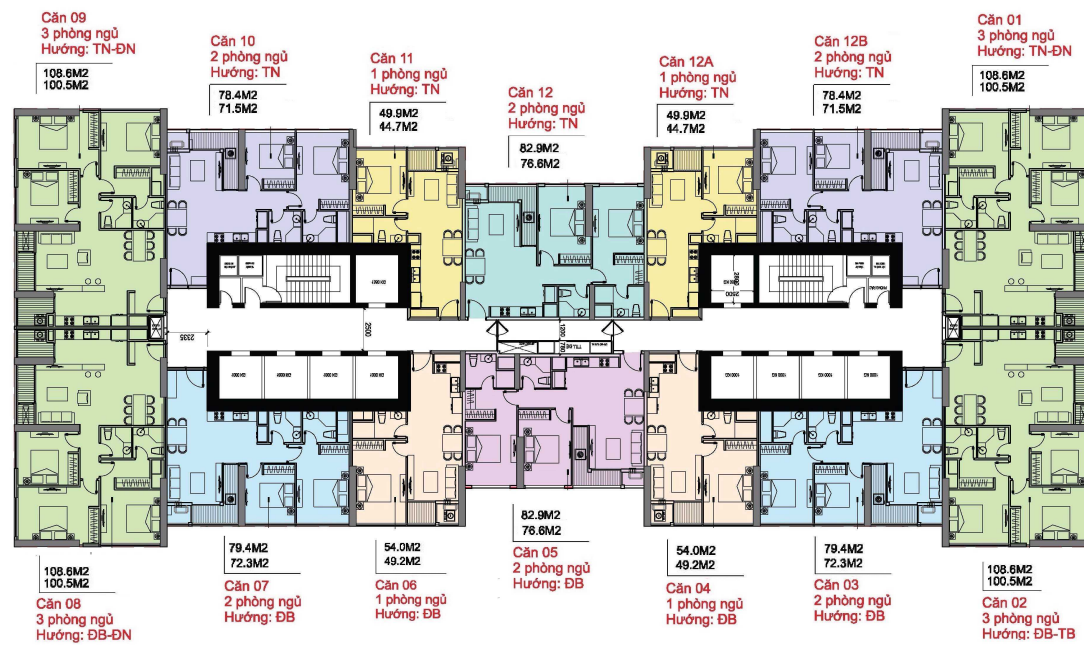 Căn 09
3 phòng ngủ
Hướng: TN-ĐN
108.6M2
100.5M2
Căn 10
2 phòng ngủ
Hướng: TN
78.4M2
71.5M2
Căn 11
1 phòng ngủ
Hướng: TN
49.9M2
44.7M2
Căn 12
2 phòng ngủ
Hướng: TN
82.9M2
76.6M2
Căn 12A
1 phòng ngủ
Hướng: TN
49.9M2
44.7M2
Căn 12B
2 phòng ngủ
Hướng: TN
78.4M2
71.5M2
Căn 01
3 phòng ngủ
Hướng: TN-ĐN
108.6M2
100.5M2
2335
2500
1200
780
2500
108.6M2
100.5M2
Căn 08
3 phòng ngủ
Hướng: ĐB-ĐN
79.4M2
72.3M2
Căn 07
2 phòng ngủ
Hướng: ĐB
54.0M2
49.2M2
Căn 06
1 phòng ngủ
Hướng: ĐB
82.9M2
76.6M2
Căn 05
2 phòng ngủ
Hướng: ĐB
54.0M2
49.2M2
Căn 04
1 phòng ngủ
Hướng: ĐB
79.4M2
72.3M2
Căn 03
2 phòng ngủ
Hướng: ĐB
108.6M2
100.5M2
Căn 02
3 phòng ngủ
Hướng: ĐB-TB